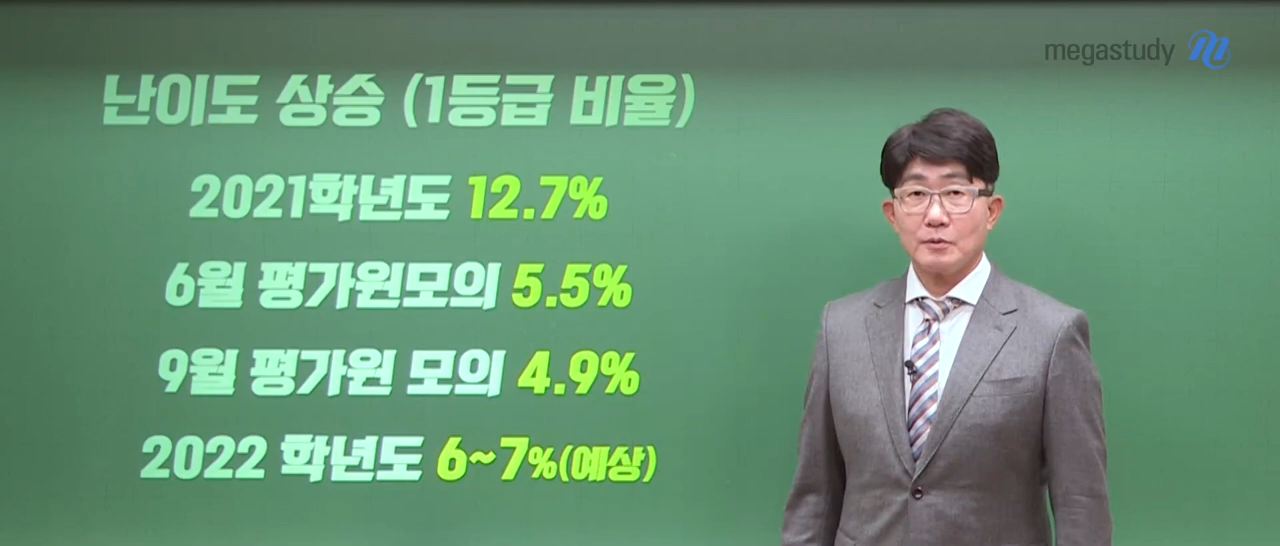 megastudy
난이도 상승 (1등급 비율)
2021학년도 12.7%
6월 평가원모의 5.5%
9월 평가원 모의 4.9%
2022 학년도 6~7%(예상)